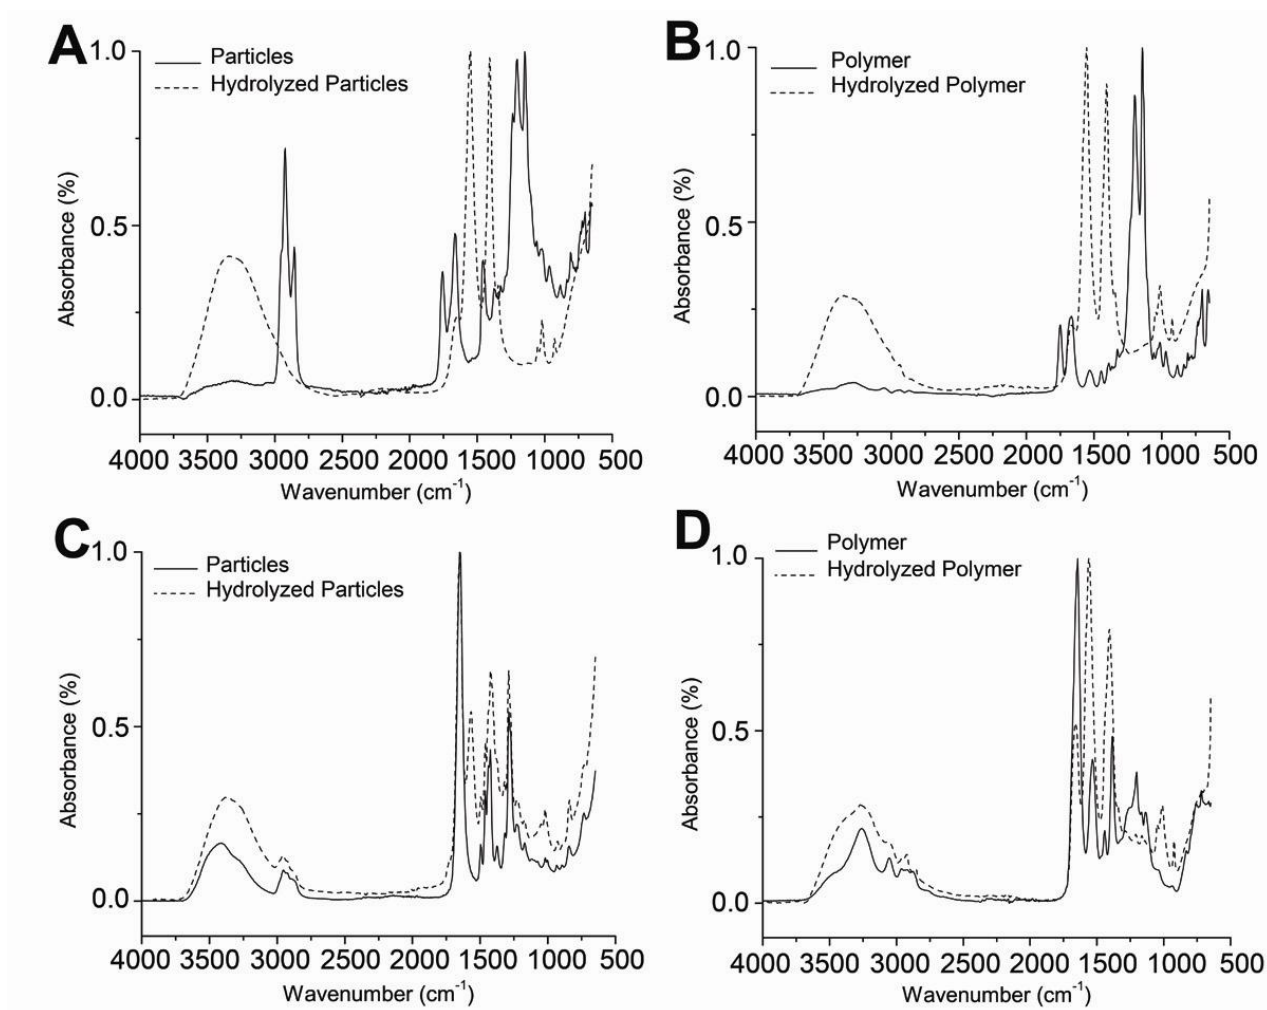 A
Particles
Hydrolyzed Particles
1.0
0.5
0.0
Absorbance (%)
4000 3500 3000 2500 2000 1500 1000 500
Wavenumber (cm-1)
B
Polymer
Hydrolyzed Polymer
1.0
0.5
0.0
Absorbance (%)
4000 3500 3000 2500 2000 1500 1000 500
Wavenumber (cm-1)
C
Particles
Hydrolyzed Particles
1.0
0.5
0.0
Absorbance (%)
4000 3500 3000 2500 2000 1500 1000 500
Wavenumber (cm-1)
D
Polymer
Hydrolyzed Polymer
1.0
0.5
0.0
Absorbance (%)
4000 3500 3000 2500 2000 1500 1000 500
Wavenumber (cm-1)